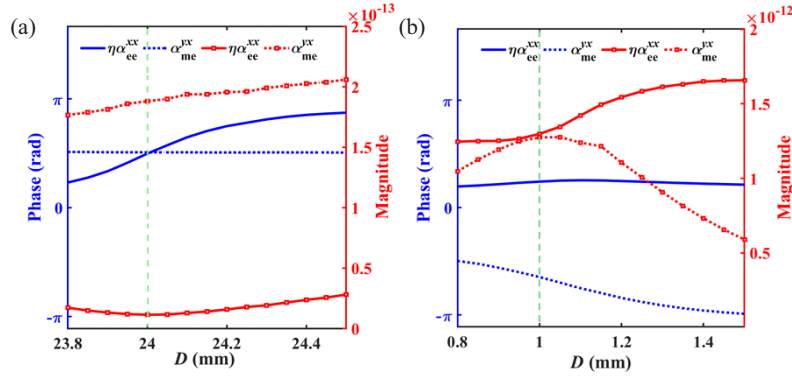 (a)
×10⁻¹³
ηα_ee^xx α_me^yx ηα_ee^xx α_me^yx
Phase (rad)
π
0
-π
Magnitude
2
1.5
1
0.5
0
23.8 24 24.2 24.4
D (mm)
(b)
×10⁻¹²
ηα_ee^xx α_me^yx ηα_ee^xx α_me^yx
Phase (rad)
π
0
-π
Magnitude
2
1.5
1
0.5
0.8 1 1.2 1.4
D (mm)